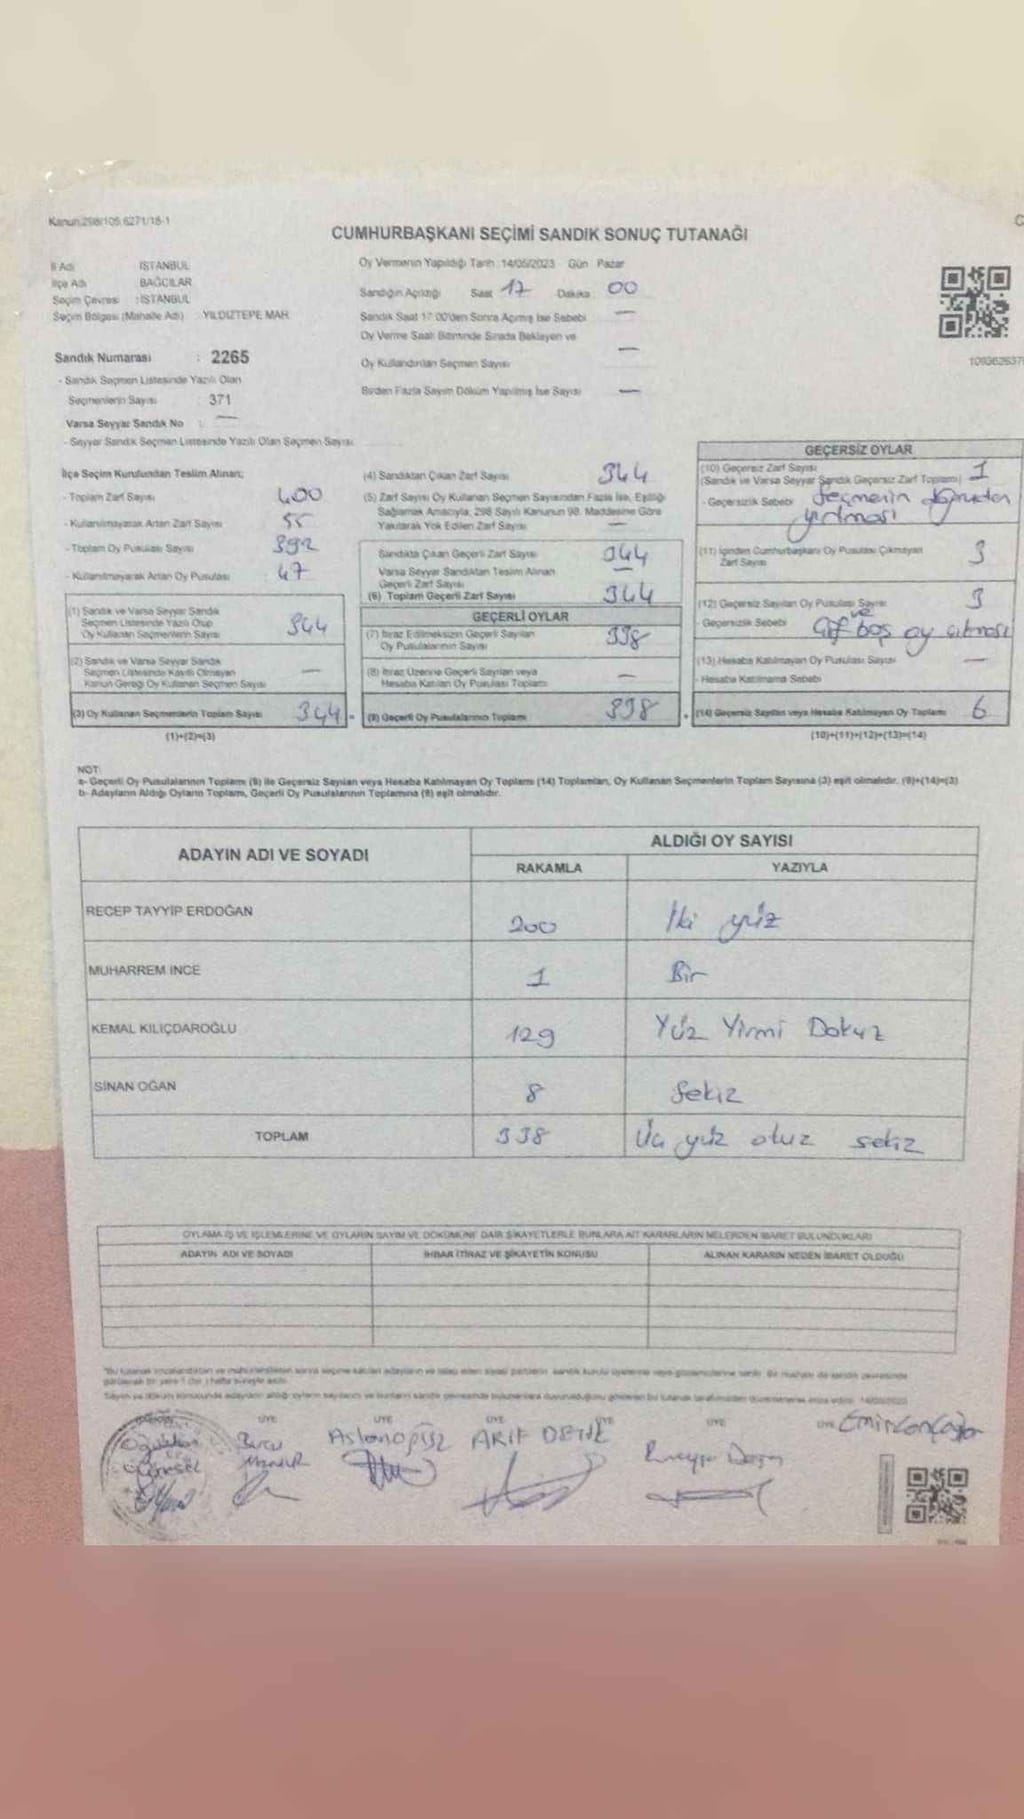 Kanun:298/105.6271/18-1
CUMHURBAŞKANI SEÇİMİ SANDIK SONUÇ TUTANAĞI
İl Adı İSTANBUL
İlçe Adı BAĞCILAR
Seçim Çevresi : İSTANBUL
Seçim Bölgesi (Mahalle Adı) : YILDIZTEPE MAH.
Sandık Numarası : 2265
- Sandık Seçmen Listesinde Yazılı Olan
Seçmenlerin Sayısı : 371
Varsa Seyyar Sandık No : —
- Seyyar Sandık Seçmen Listesinde Yazılı Olan Seçmen Sayısı
Oy Vermenin Yapıldığı Tarih : 14/05/2023 Gün Pazar
Sandığın Açıldığı Saat 17 Dakika 00
Sandık Saat 17:00'den Sonra Açılmış İse Sebebi —
Oy Verme Saati Bitiminde Sırada Bekleyen ve
Oy Kullandırılan Seçmen Sayısı —
Birden Fazla Sayım Döküm Yapılmış İse Sayısı —
İlçe Seçim Kurulundan Teslim Alınan;
- Toplam Zarf Sayısı 400
- Kullanılmayarak Artan Zarf Sayısı 55
- Toplam Oy Pusulası Sayısı 392
- Kullanılmayarak Artan Oy Pusulası 47
(1) Sandık ve Varsa Seyyar Sandık
Seçmen Listesinde Yazılı Olup
Oy Kullanan Seçmenlerin Sayısı 344
(2) Sandık ve Varsa Seyyar Sandık
Seçmen Listesinde Kayıtlı Olmayan
Kanun Gereği Oy Kullanan Seçmen Sayısı —
(3) Oy Kullanan Seçmenlerin Toplam Sayısı 344
(1)+(2)=(3)
(4) Sandıktan Çıkan Zarf Sayısı 344
(5) Zarf Sayısı Oy Kullanan Seçmen Sayısından Fazla İse, Eşitliği
Sağlamak Amacıyla, 298 Sayılı Kanunun 98. Maddesine Göre
Yakılarak Yok Edilen Zarf Sayısı —
Sandıkta Çıkan Geçerli Zarf Sayısı 344
Varsa Seyyar Sandıktan Teslim Alınan
Geçerli Zarf Sayısı —
(6) Toplam Geçerli Zarf Sayısı 344
GEÇERLİ OYLAR
(7) İtiraz Edilmeksizin Geçerli Sayılan
Oy Pusulalarının Sayısı 338
(8) İtiraz Üzerine Geçerli Sayılan veya
Hesaba Katılan Oy Pusulası Toplamı —
(9) Geçerli Oy Pusulalarının Toplamı 338
GEÇERSİZ OYLAR
(10) Geçersiz Zarf Sayısı
(Sandık ve Varsa Seyyar Sandık Geçersiz Zarf Toplamı) 1
- Geçersizlik Sebebi Seçmenin
yırtması
(11) İçinden Cumhurbaşkanı Oy Pusulası Çıkmayan
Zarf Sayısı 3
(12) Geçersiz Sayılan Oy Pusulası Sayısı 3
- Geçersizlik Sebebi Çift ve boş oy çıkması
(13) Hesaba Katılmayan Oy Pusulası Sayısı —
- Hesaba Katılmama Sebebi
(14) Geçersiz Sayılan veya Hesaba Katılmayan Oy Toplamı 6
(10)+(11)+(12)+(13)=(14)
NOT:
a- Geçerli Oy Pusulalarının Toplamı (9) ile Geçersiz Sayılan veya Hesaba Katılmayan Oy Toplamı (14) Toplamları, Oy Kullanan Seçmenlerin Toplam Sayısına (3) eşit olmalıdır. (9)+(14)=(3)
b- Adayların Aldığı Oyların Toplamı, Geçerli Oy Pusulalarının Toplamına (9) eşit olmalıdır.
ADAYIN ADI VE SOYADI ALDIĞI OY SAYISI
RAKAMLA YAZIYLA
RECEP TAYYİP ERDOĞAN 200 İki yüz
MUHARREM İNCE 1 Bir
KEMAL KILIÇDAROĞLU 129 Yüz Yirmi Dokuz
SİNAN OĞAN 8 Sekiz
TOPLAM 338 Üç yüz otuz sekiz
OYLAMA İŞ VE İŞLEMLERİNE VE OYLARIN SAYIM VE DÖKÜMÜNE DAİR ŞİKAYETLERLE BUNLARA AİT KARARLARIN NELERDEN İBARET BULUNDUKLARI
ADAYIN ADI VE SOYADI İHBAR İTİRAZ VE ŞİKAYETİN KONUSU ALINAN KARARIN NEDEN İBARET OLDUĞU
ÜYE ÜYE ÜYE ÜYE ÜYE ÜYE
Burcu ARİF